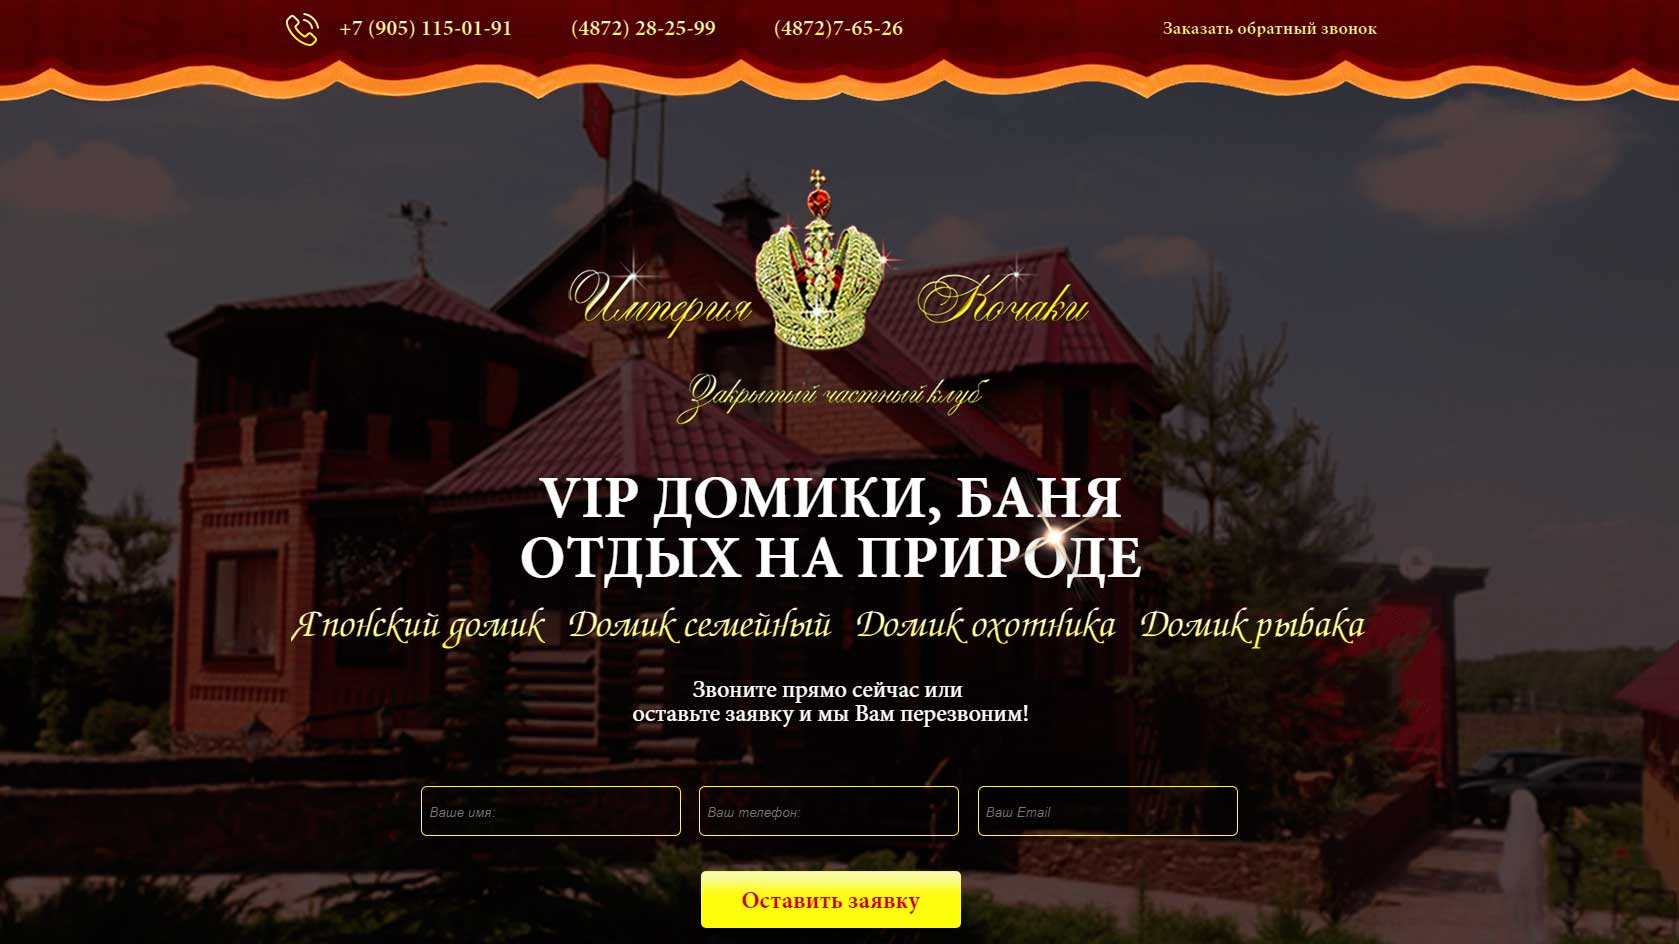 +7 (905) 115-01-91 (4872) 28-25-99 (4872)7-65-26 Заказать обратный звонок
Империя Кочаки
Закрытый частный клуб
VIP ДОМИКИ, БАНЯ
ОТДЫХ НА ПРИРОДЕ
Японский домик Домик семейный Домик охотника Домик рыбака
Звоните прямо сейчас или
оставьте заявку и мы Вам перезвоним!
Ваше имя: Ваш телефон: Ваш Email
Оставить заявку